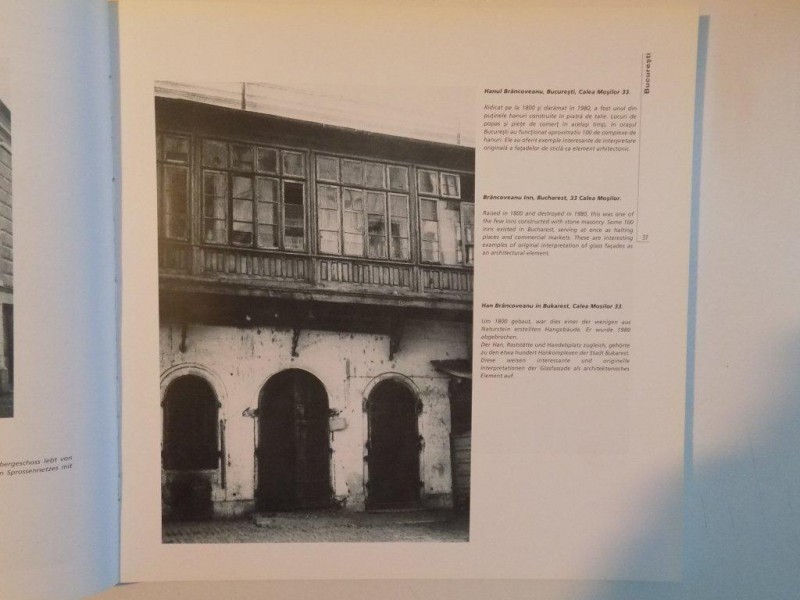 bergeschoss lebt von
n Sprossennetzes mit
București
Hanul Brâncoveanu, București, Calea Moșilor 33.
Ridicat pe la 1800 și darâmat în 1980, a fost unul din
puținele hanuri construite în piatră de talie. Locuri de
popas și piețe de comerț în același timp, în orașul
București au funcționat aproximativ 100 de complexe de
hanuri. Ele au oferit exemple interesante de interpretare
originală a fațadelor de sticlă ca element arhitectonic.
Brâncoveanu Inn, Bucharest, 33 Calea Moșilor.
Raised in 1800 and destroyed in 1980, this was one of
the few inns constructed with stone masonry. Some 100
inns existed in Bucharest, serving at once as halting
places and commercial markets. These are interesting
examples of original interpretation of glass façades as
an architectural element.
Han Brâncoveanu in Bukarest, Calea Mosilor 33.
Um 1800 gebaut, war dies einer der wenigen aus
Naturstein erstellten Hangebäude. Er wurde 1980
abgebrochen.
Der Han, Raststätte und Handelsplatz zugleich, gehörte
zu den etwa hundert Hankomplexen der Stadt Bukarest.
Diese weisen interessante und originelle
Interpretationen der Glasfassade als architektonisches
Element auf.